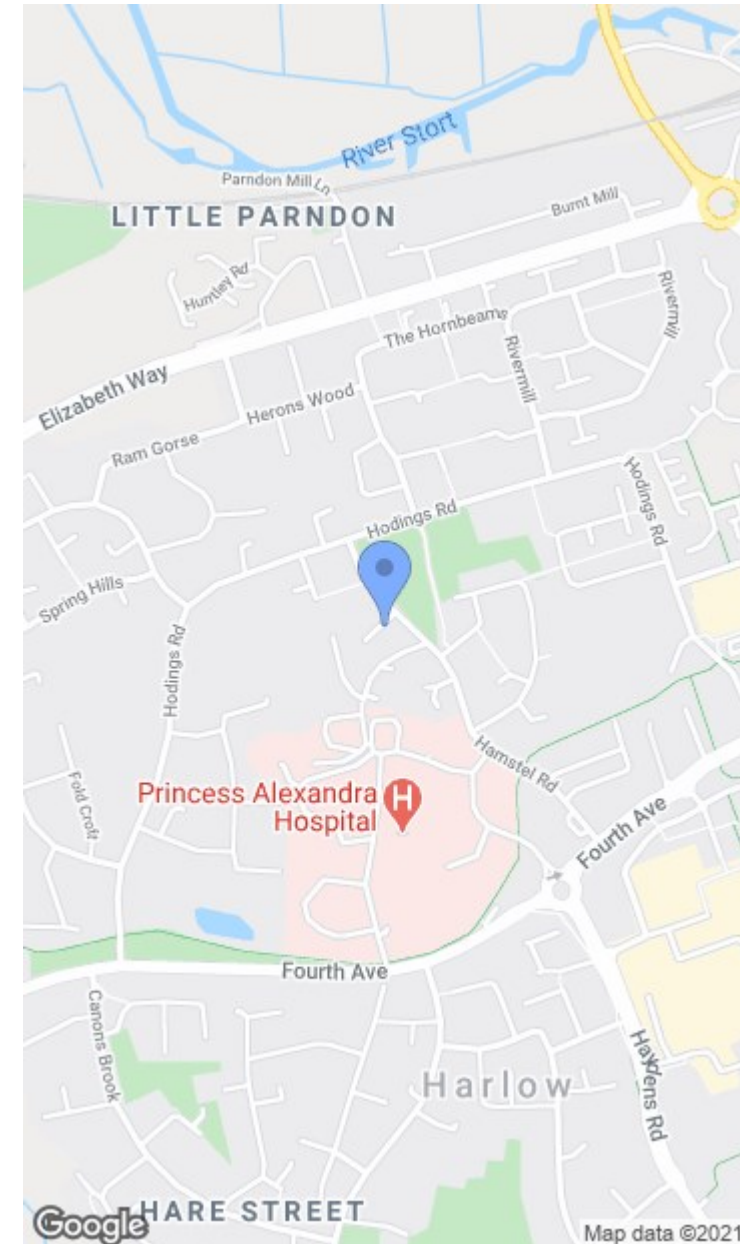 River Stort
Parndon Mill Ln
LITTLE PARNDON
Burnt Mill
Huntley Rd
Rivermill
The Hornbeams
Rivermill
Elizabeth Way
Herons Wood
Ram Gorse
Hodings Rd
Hodings Rd
Spring Hills
Hodings Rd
Hamstel Rd
Fold Croft
Princess Alexandra
Hospital
H
Fourth Ave
Fourth Ave
Canons Brook
Harlow
Haydens Rd
HARE STREET
Google
Map data ©2021